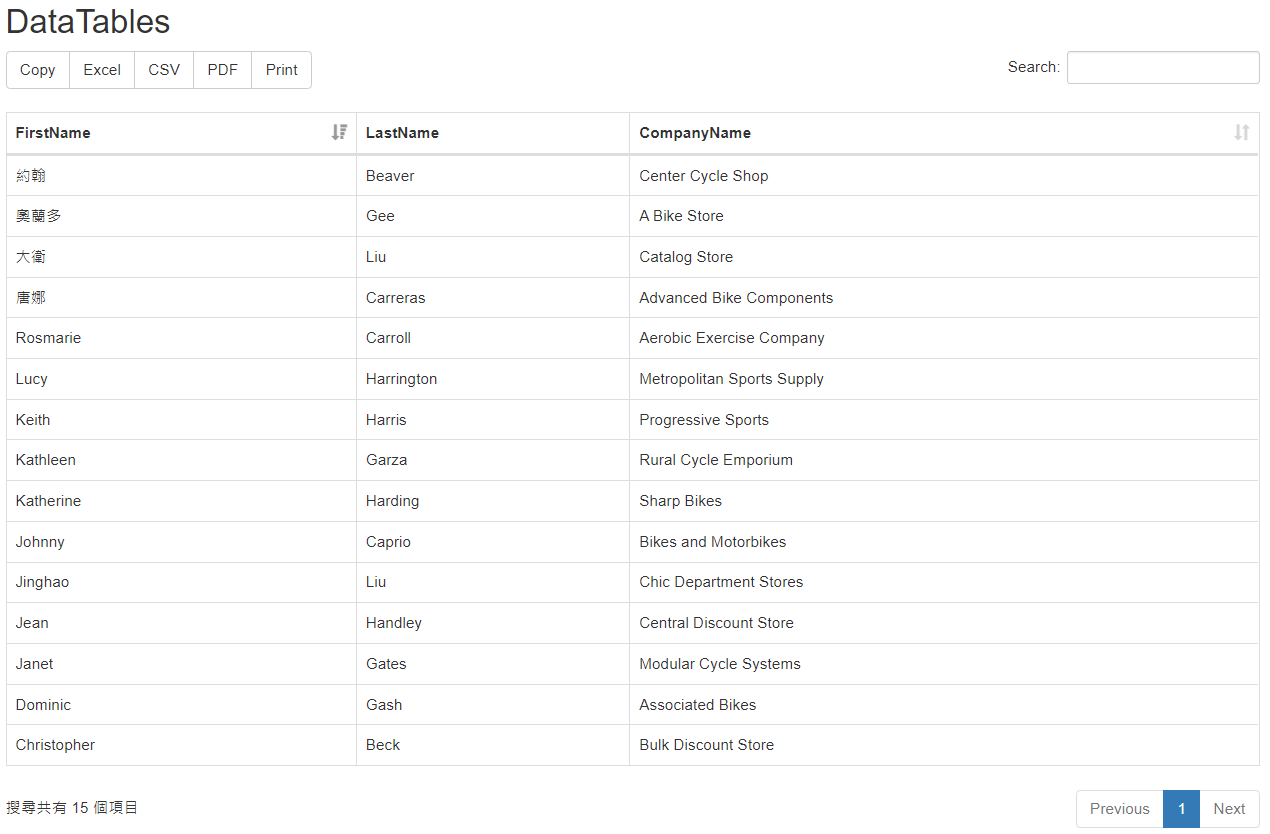 DataTables
Copy Excel CSV PDF Print Search:
FirstName LastName CompanyName
約翰 Beaver Center Cycle Shop
奧蘭多 Gee A Bike Store
大衛 Liu Catalog Store
唐娜 Carreras Advanced Bike Components
Rosmarie Carroll Aerobic Exercise Company
Lucy Harrington Metropolitan Sports Supply
Keith Harris Progressive Sports
Kathleen Garza Rural Cycle Emporium
Katherine Harding Sharp Bikes
Johnny Caprio Bikes and Motorbikes
Jinghao Liu Chic Department Stores
Jean Handley Central Discount Store
Janet Gates Modular Cycle Systems
Dominic Gash Associated Bikes
Christopher Beck Bulk Discount Store
搜尋共有 15 個項目 Previous 1 Next